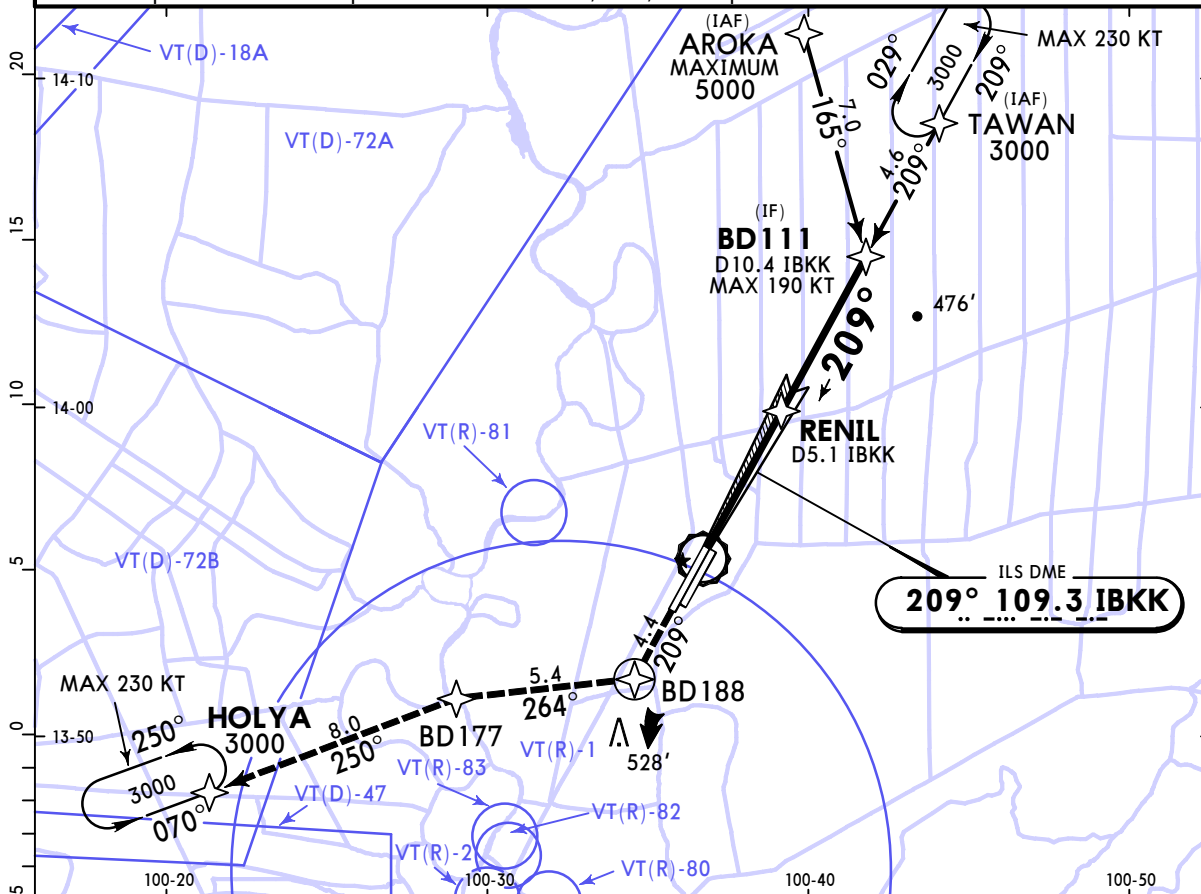 (IAF)
AROKA
MAXIMUM
5000
MAX 230 KT
029°
3000
209°
(IAF)
TAWAN
3000
VT(D)-18A
20
14-10
7.0
165°
VT(D)-72A
4.6
209°
(IF)
BD111
D10.4 IBKK
MAX 190 KT
15
209°
476'
10
14-00
RENIL
D5.1 IBKK
VT(R)-81
VT(D)-72B
5
ILS DME
209° 109.3 IBKK
4.4
209°
MAX 230 KT
5.4
264°
BD188
HOLYA
3000
250°
8.0
250°
BD177
0
13-50
VT(R)-1
528'
VT(R)-83
3000
070°
VT(D)-47
VT(R)-82
VT(R)-2
VT(R)-80
5
100-20
100-30
100-40
100-50